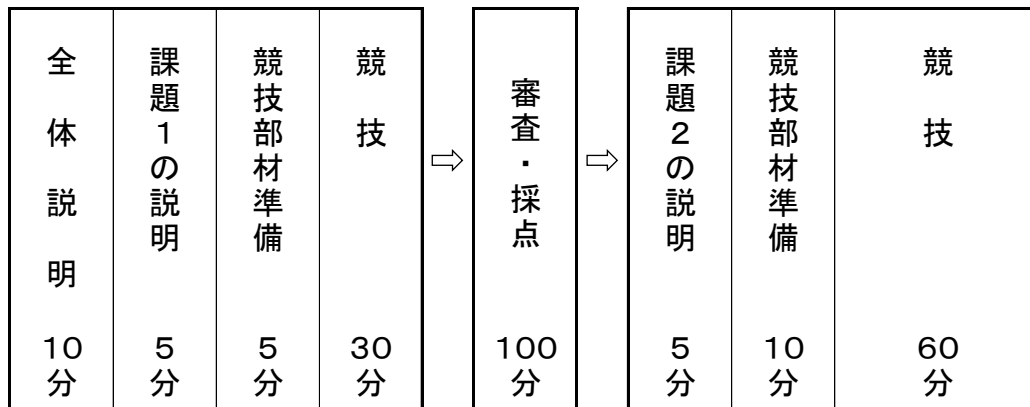 全体説明
10分
課題１の説明
5分
競技部材準備
5分
競技
30分
⇨
審査・採点
100分
⇨
課題２の説明
5分
競技部材準備
10分
競技
60分